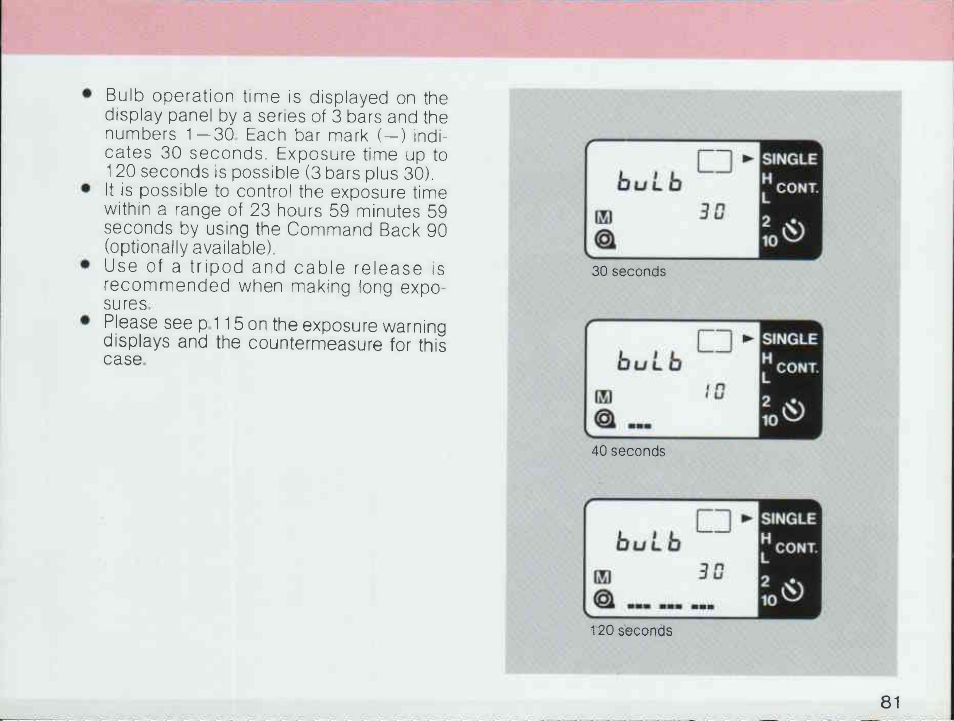 • Bulb operation time is displayed on the
display panel by a series of 3 bars and the
numbers 1—30. Each bar mark (—) indi-
cates 30 seconds. Exposure time up to
120 seconds is possible (3 bars plus 30).
• It is possible to control the exposure time
within a range of 23 hours 59 minutes 59
seconds by using the Command Back 90
(optionally available).
• Use of a tripod and cable release is
recommended when making long expo-
sures.
• Please see p.115 on the exposure warning
displays and the countermeasure for this
case.
SINGLE
buLb
H CONT.
L
M 30
2
10
30 seconds
SINGLE
buLb
H CONT.
L
M 10
2
10
40 seconds
SINGLE
buLb
H CONT.
L
M 30
2
10
120 seconds
81